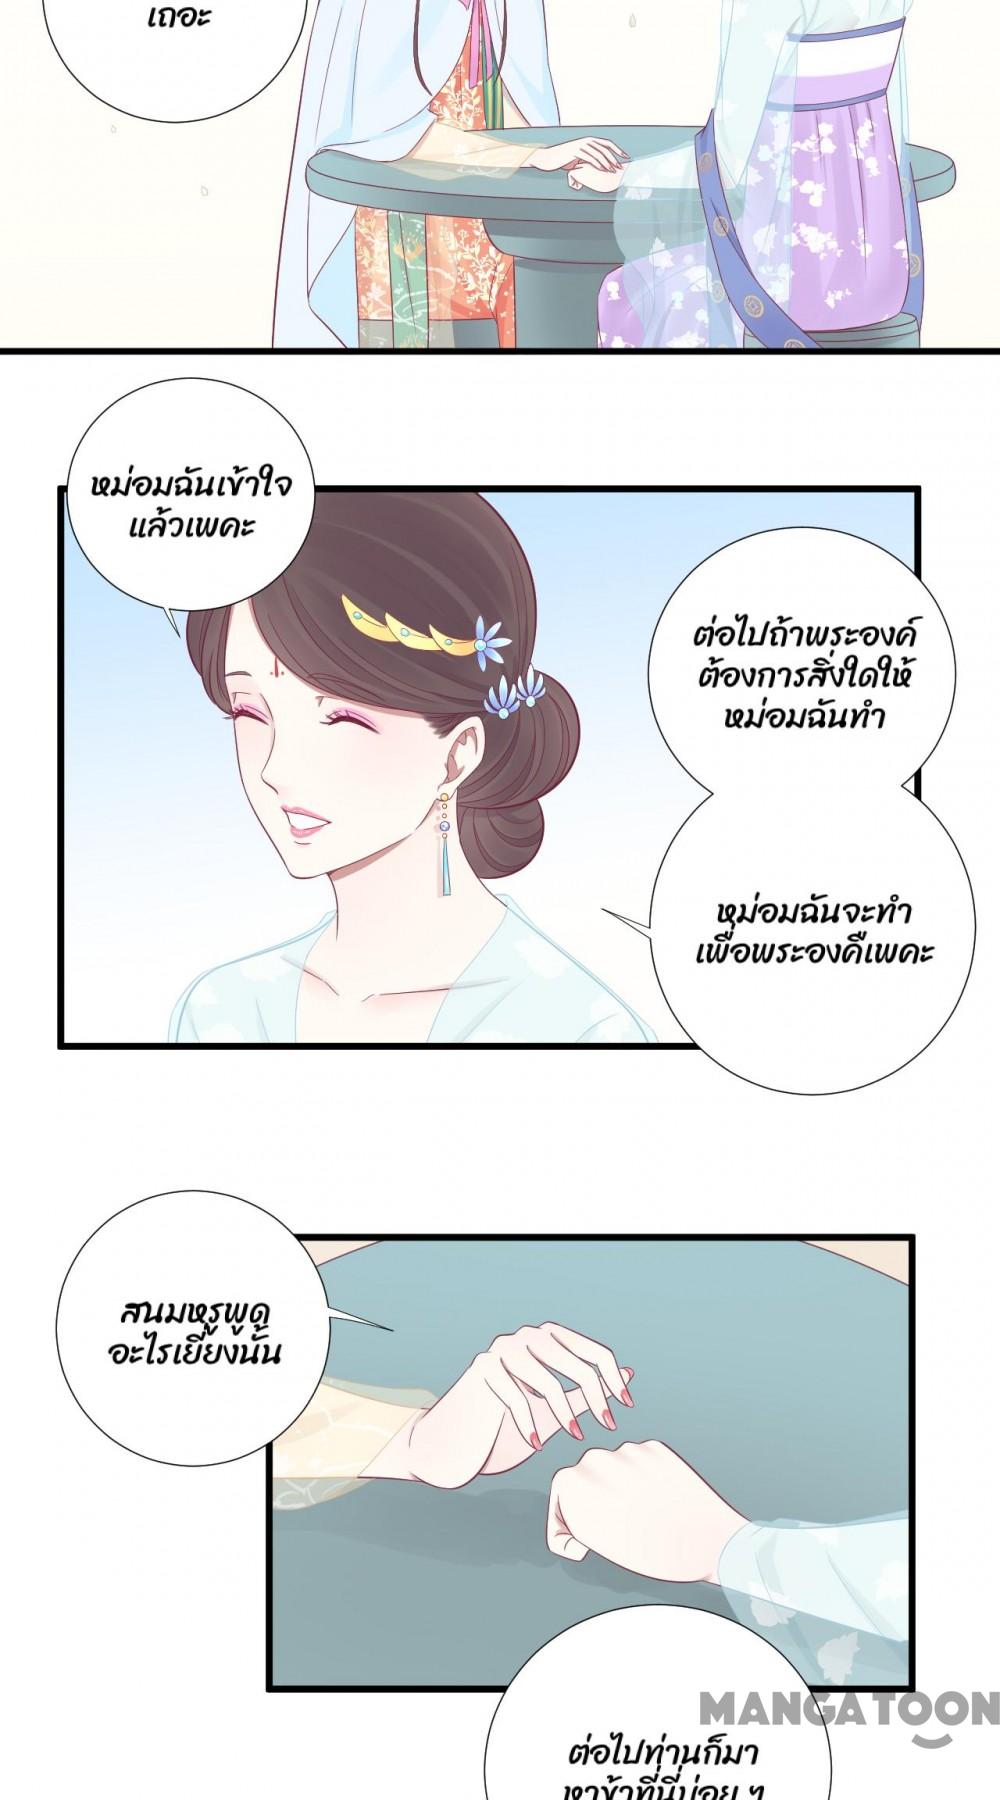 เถอะ
หม่อมฉันเข้าใจ
แล้วเพคะ
ต่อไปถ้าพระองค์
ต้องการสิ่งใดให้
หม่อมฉันทำ
หม่อมฉันจะทำ
เพื่อพระองคืเพคะ
สนมหรูพูด
อะไรเยี่ยงนั้น
MANGATOON
ต่อไปท่านก็มา
หาข้าที่นี่บ่อย ๆ